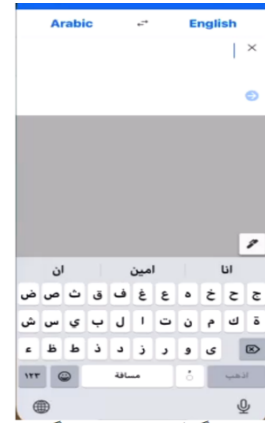 Arabic English
ان امين انا
ض ص ث ق ف غ ع ه خ ح ج
ش س ي ب ل ا ت ن م ك ة
ء ظ ط ذ د ز ر و ى
١٢٣ مسافة اذهب